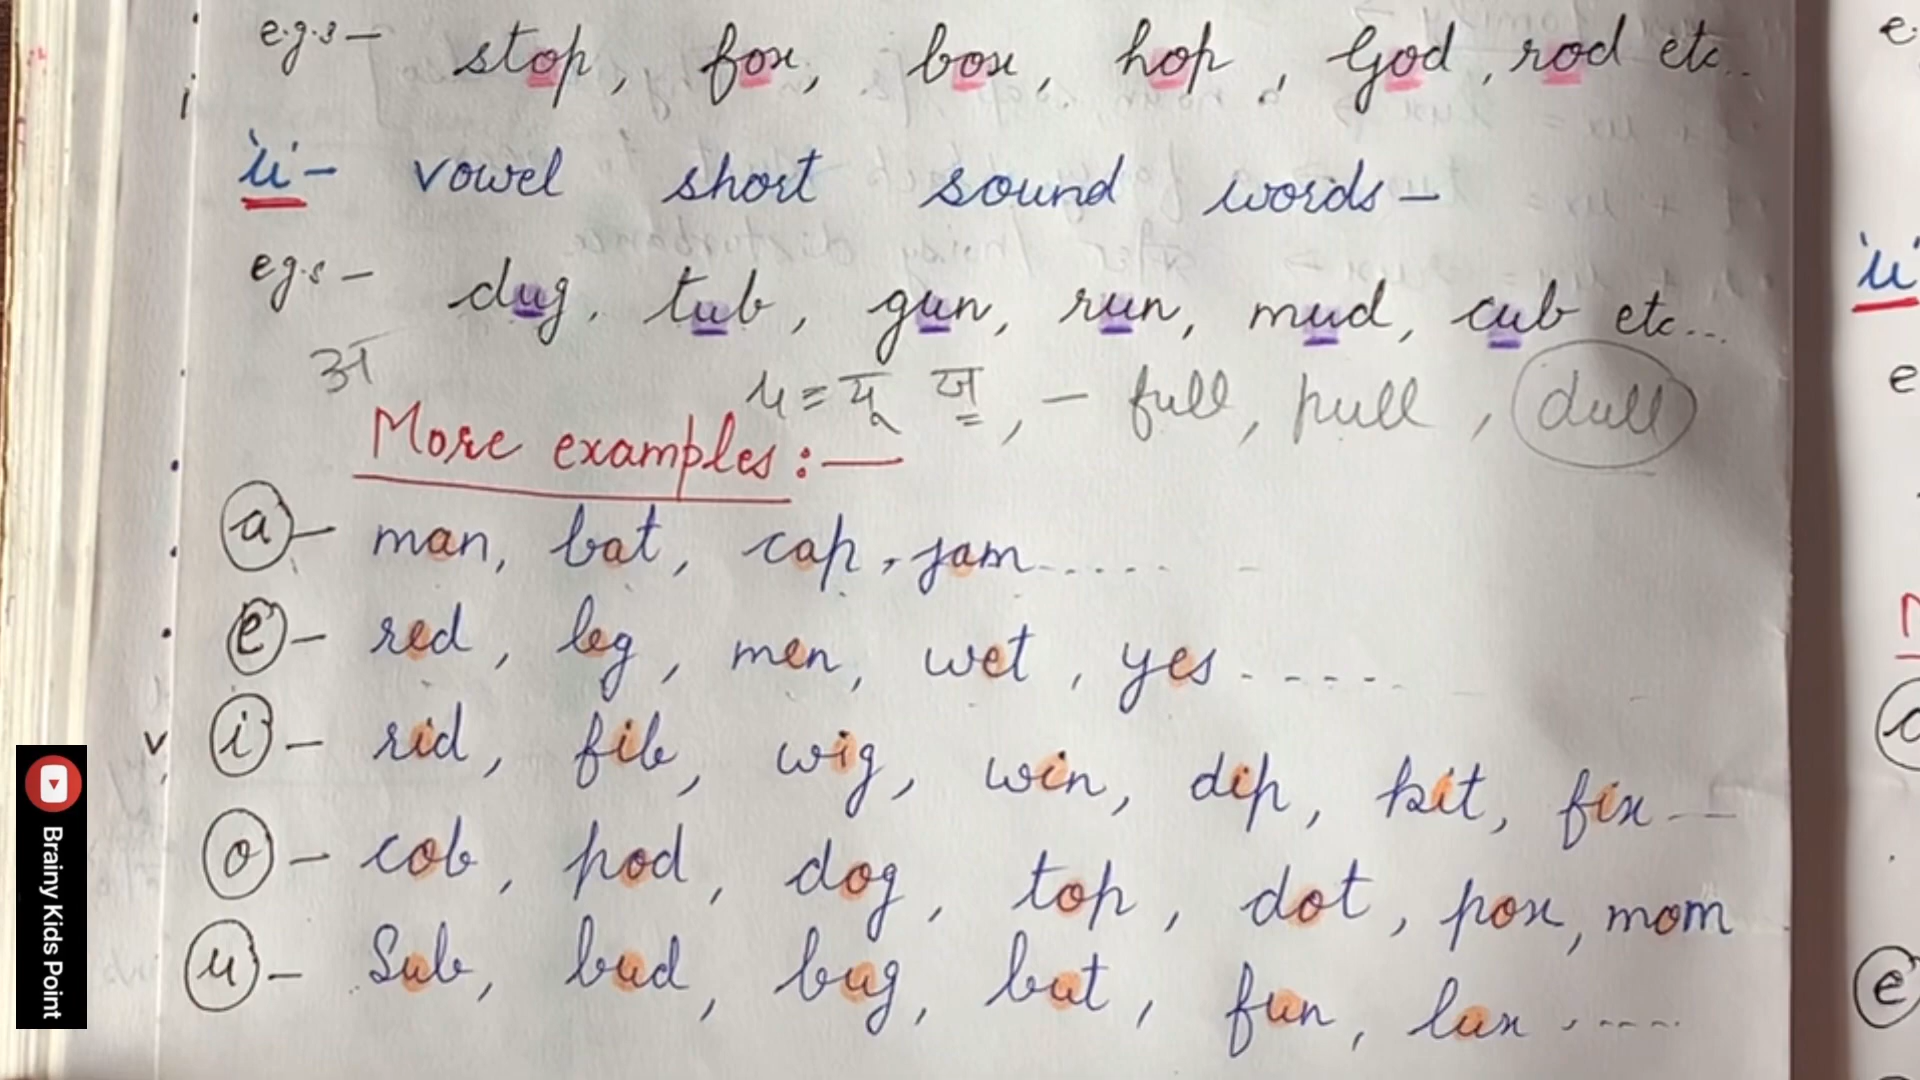 e.g.s – stop, fox, box, hop, God, rod etc..
'u' – vowel short sound words –
egs – dug, tub, gun, run, mud, cub etc...
अ
u = यू – full, pull, dull
More examples :—
a – man, bat, cap, jam.....
e – red, leg, men, wet, yes.-----
i – rid, fib, wig, win, dip, kit, fix –
o – cob, pod, dog, top, dot, pox, mom
u – Sub, bud, bug, but, fun, lux.----
Brainy Kids Point